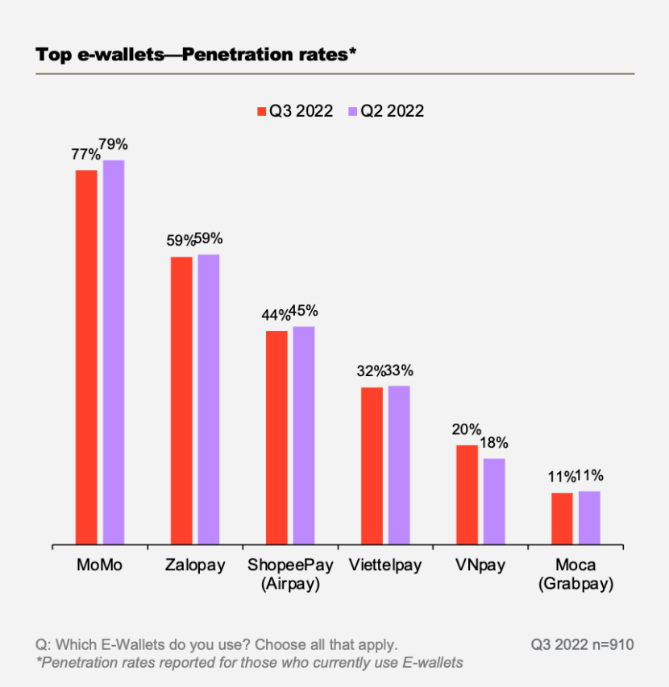 Top e-wallets—Penetration rates*
Q3 2022 Q2 2022
77% 79%
59% 59%
44% 45%
32% 33%
20% 18%
11% 11%
MoMo Zalopay ShopeePay Viettelpay VNpay Moca
(Airpay) (Grabpay)
Q: Which E-Wallets do you use? Choose all that apply. Q3 2022 n=910
*Penetration rates reported for those who currently use E-wallets